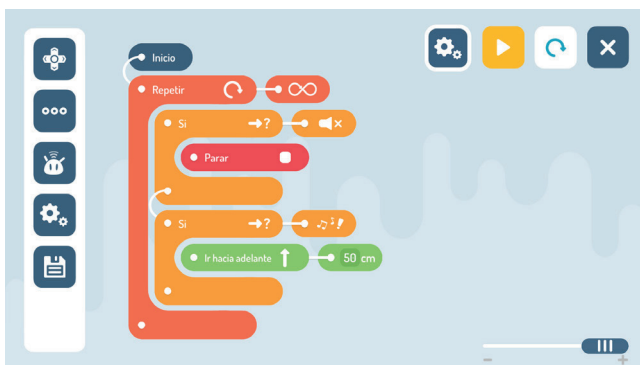 Inicio
Repetir
Si →?
Parar
Si →?
Ir hacia adelante 50 cm
- +